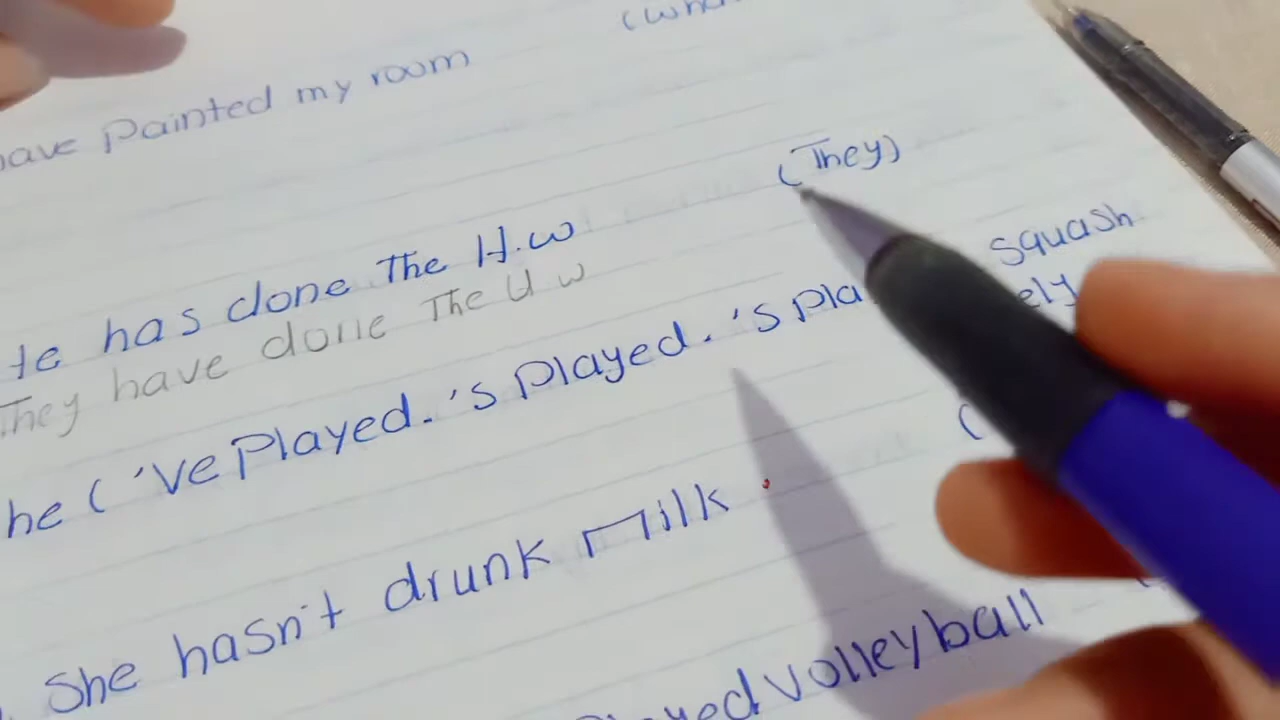 have Painted my room
He has done The H.w (They)
They have done The H w
he ( 've Played. 's Played. 's Pla squash
ely
She hasn't drunk Milk .
volleyball